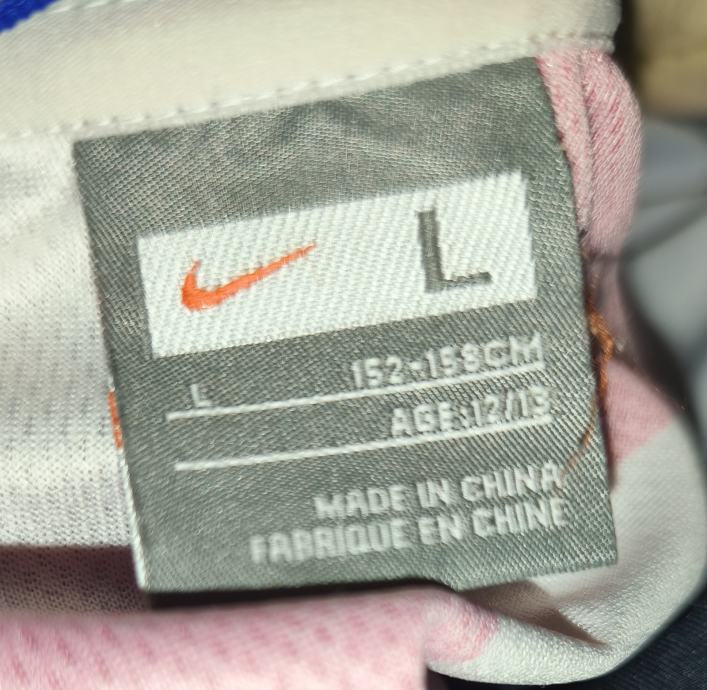 L
L 152-158CM
AGE:12/13
MADE IN CHINA
FABRIQUE EN CHINE